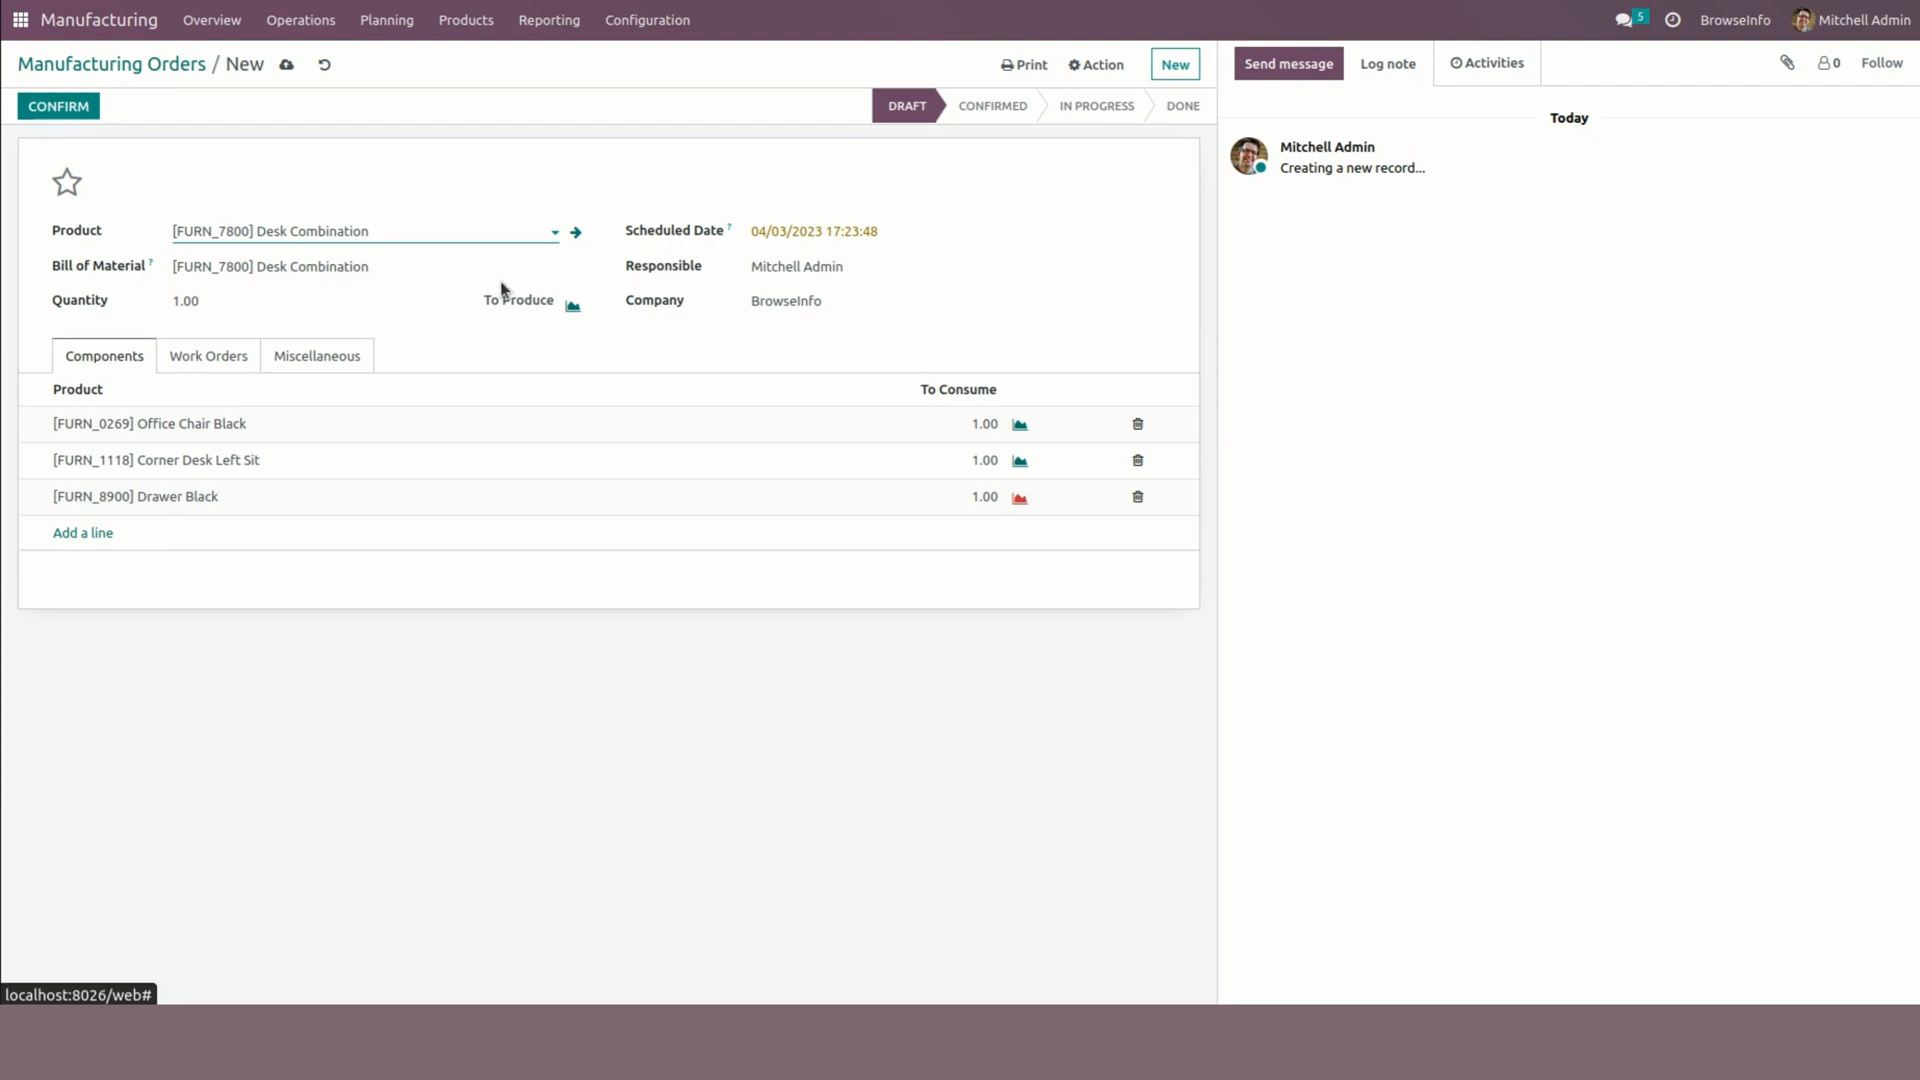 Manufacturing Overview Operations Planning Products Reporting Configuration 5 BrowseInfo Mitchell Admin
Manufacturing Orders / New Print Action New
CONFIRM DRAFT CONFIRMED IN PROGRESS DONE
Product [FURN_7800] Desk Combination
Bill of Material ? [FURN_7800] Desk Combination
Quantity 1.00 To Produce
Scheduled Date ? 04/03/2023 17:23:48
Responsible Mitchell Admin
Company BrowseInfo
Components Work Orders Miscellaneous
Product To Consume
[FURN_0269] Office Chair Black 1.00
[FURN_1118] Corner Desk Left Sit 1.00
[FURN_8900] Drawer Black 1.00
Add a line
Send message Log note Activities 0 Follow
Today
Mitchell Admin
Creating a new record...
localhost:8026/web#